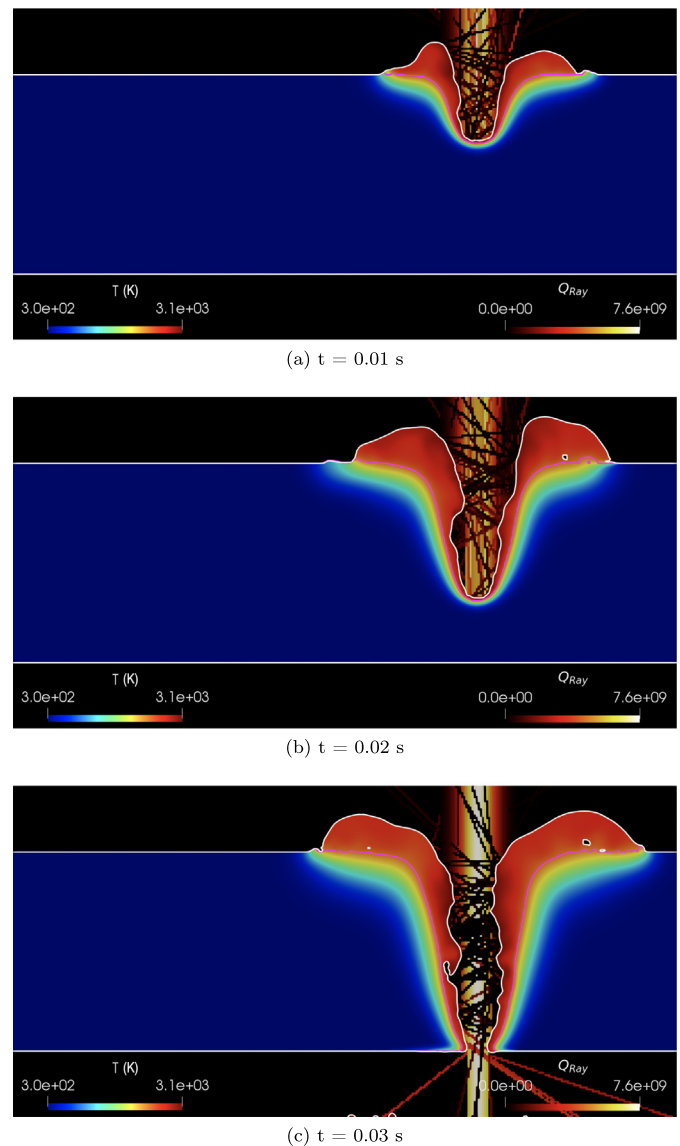 T (K)
Q_Ray
3.0e+02
3.1e+03
0.0e+00
7.6e+09
(a) t = 0.01 s
T (K)
Q_Ray
3.0e+02
3.1e+03
0.0e+00
7.6e+09
(b) t = 0.02 s
T (K)
Q_Ray
3.0e+02
3.1e+03
0.0e+00
7.6e+09
(c) t = 0.03 s